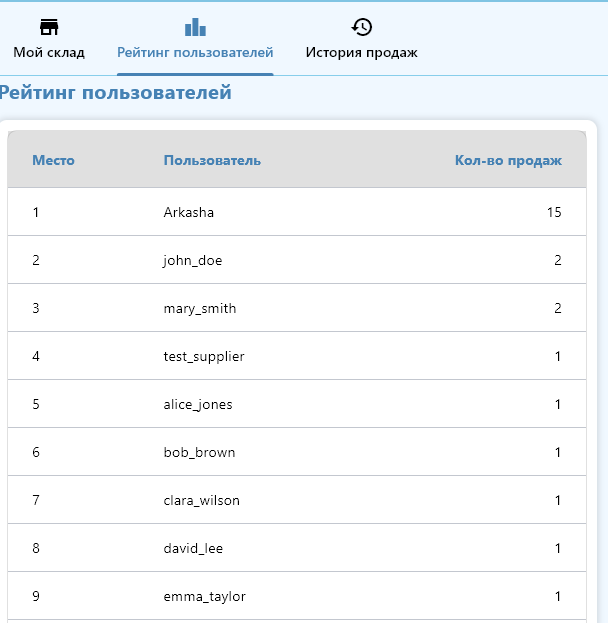 Мой склад Рейтинг пользователей История продаж
Рейтинг пользователей
Место Пользователь Кол-во продаж
1 Arkasha 15
2 john_doe 2
3 mary_smith 2
4 test_supplier 1
5 alice_jones 1
6 bob_brown 1
7 clara_wilson 1
8 david_lee 1
9 emma_taylor 1